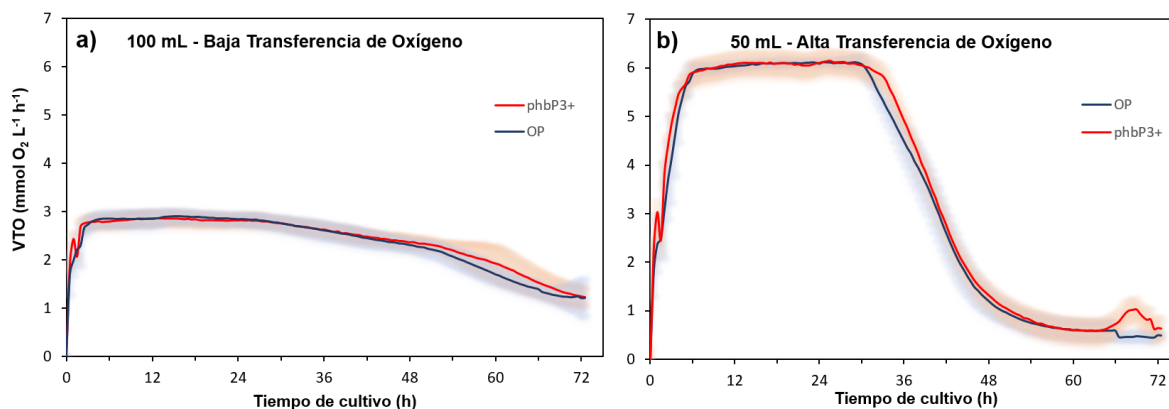 a) 100 mL - Baja Transferencia de Oxígeno
VTO (mmol O₂ L⁻¹ h⁻¹)
7
6
5
4
3
2
1
0
phbP3+
OP
0 12 24 36 48 60 72
Tiempo de cultivo (h)
b) 50 mL - Alta Transferencia de Oxígeno
7
6
5
4
3
2
1
0
OP
phbP3+
0 12 24 36 48 60 72
Tiempo de cultivo (h)